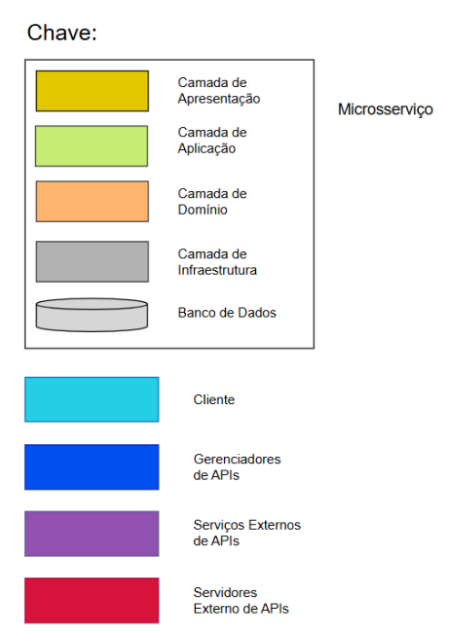 Chave:
Camada de
Apresentação
Microsserviço
Camada de
Aplicação
Camada de
Domínio
Camada de
Infraestrutura
Banco de Dados
Cliente
Gerenciadores
de APIs
Serviços Externos
de APIs
Servidores
Externo de APIs